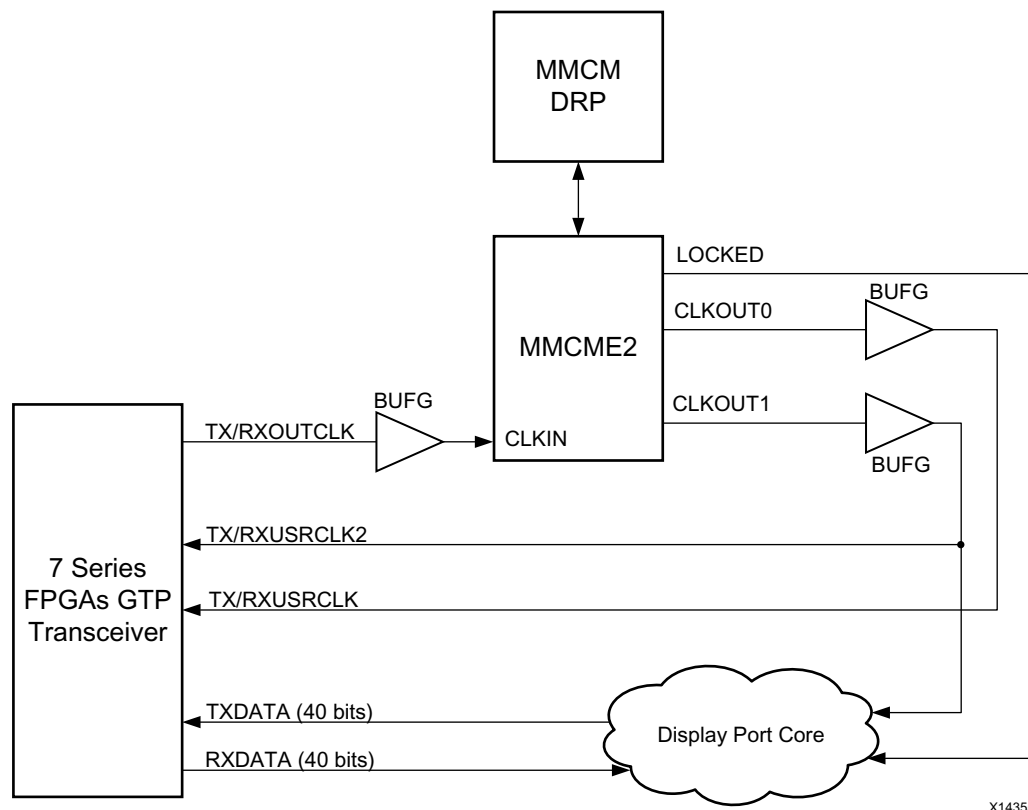 MMCM
DRP
LOCKED
BUFG
CLKOUT0
MMCME2
CLKOUT1
BUFG
BUFG
TX/RXOUTCLK
CLKIN
TX/RXUSRCLK2
7 Series
FPGAs GTP
Transceiver
TX/RXUSRCLK
TXDATA (40 bits)
Display Port Core
RXDATA (40 bits)
X1435